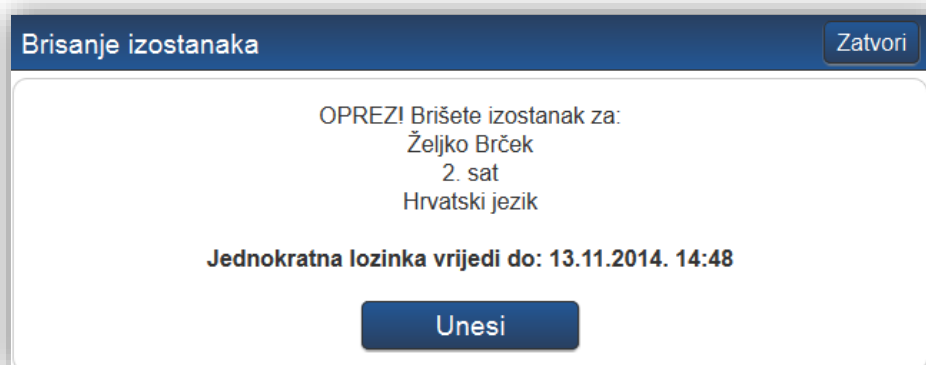 Brisanje izostanaka
Zatvori
OPREZ! Brišete izostanak za:
Željko Brček
2. sat
Hrvatski jezik
Jednokratna lozinka vrijedi do: 13.11.2014. 14:48
Unesi